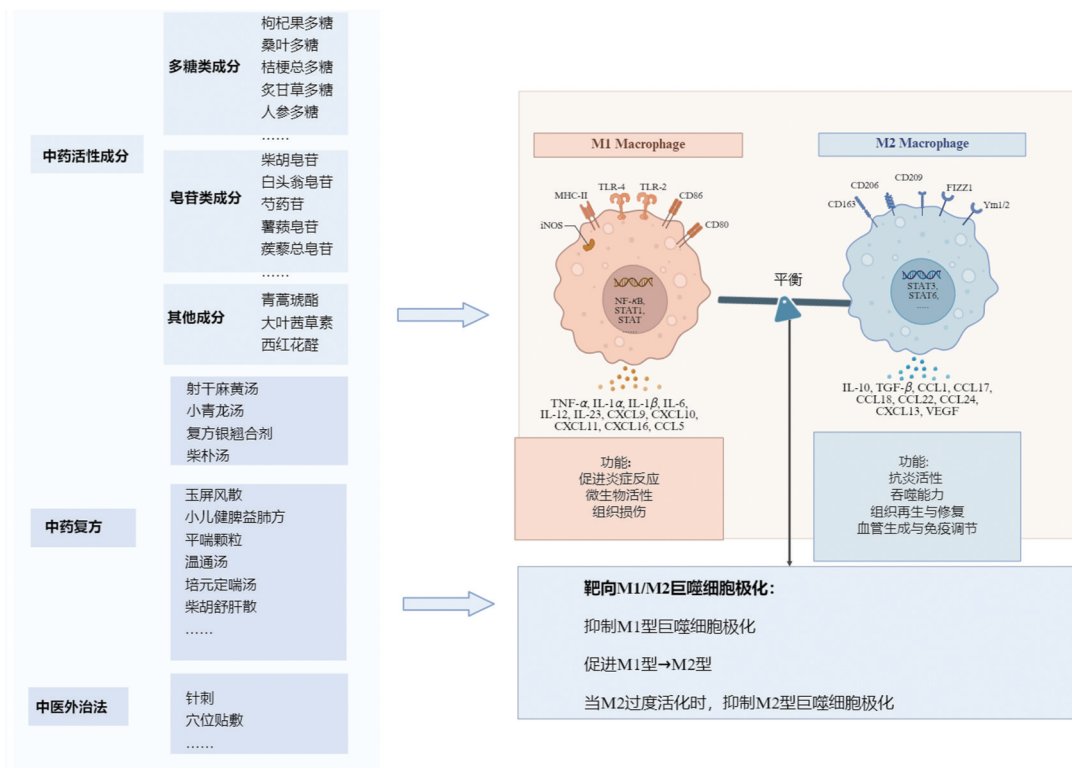 中药活性成分
多糖类成分
枸杞果多糖
桑叶多糖
桔梗总多糖
炙甘草多糖
人参多糖
……
皂苷类成分
柴胡皂苷
白头翁皂苷
芍药苷
薯蓣皂苷
蒺藜总皂苷
……
其他成分
青蒿琥酯
大叶茜草素
西红花醛
中药复方
射干麻黄汤
小青龙汤
复方银翘合剂
柴朴汤
玉屏风散
小儿健脾益肺方
平喘颗粒
温通汤
培元定喘汤
柴胡舒肝散
……
中医外治法
针刺
穴位贴敷
……
M1 Macrophage
MHC-II
TLR-4
TLR-2
CD86
CD80
iNOS
NF-κB,
STAT1,
STAT
......
TNF-α, IL-1α, IL-1β, IL-6,
IL-12, IL-23, CXCL9, CXCL10,
CXCL11, CXCL16, CCL5
功能:
促进炎症反应
微生物活性
组织损伤
平衡
M2 Macrophage
CD163
CD206
CD209
FIZZ1
Ym1/2
STAT3,
STAT6,
......
IL-10, TGF-β, CCL1, CCL17,
CCL18, CCL22, CCL24,
CXCL13, VEGF
功能:
抗炎活性
吞噬能力
组织再生与修复
血管生成与免疫调节
靶向M1/M2巨噬细胞极化：
抑制M1型巨噬细胞极化
促进M1型→M2型
当M2过度活化时，抑制M2型巨噬细胞极化